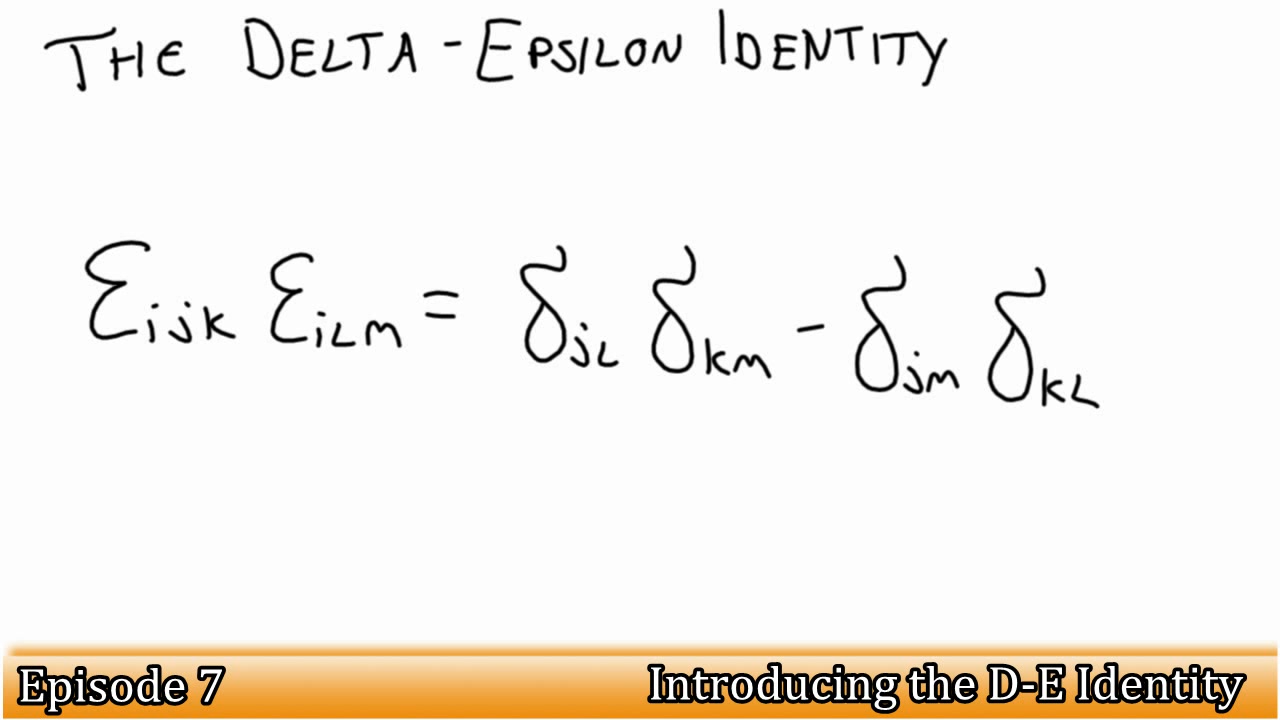 THE DELTA-EPSILON IDENTITY
εijk εiLm = δjL δkm - δjm δkL
Episode 7
Introducing the D-E Identity